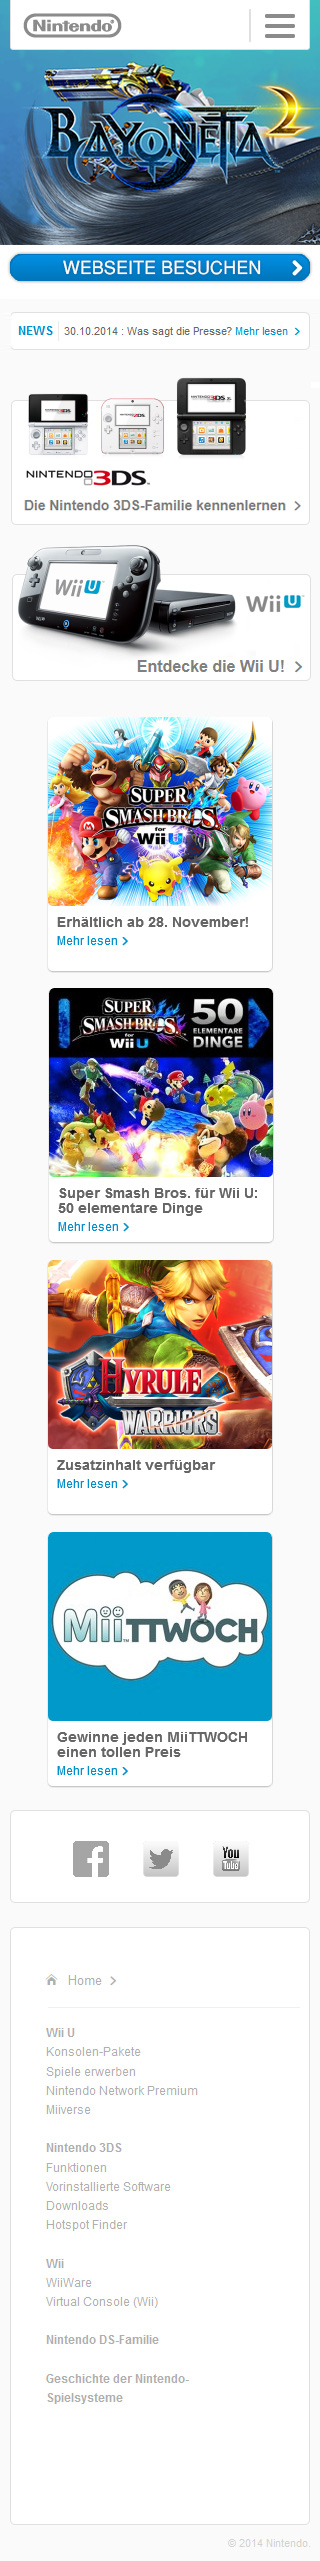 Nintendo
BAYONETTA 2
WEBSEITE BESUCHEN
NEWS 30.10.2014 : Was sagt die Presse? Mehr lesen
NINTENDO 3DS
Die Nintendo 3DS-Familie kennenlernen
Wii U
Wii U
Entdecke die Wii U!
SUPER
SMASH BROS.
for
Wii U
Erhältlich ab 28. November!
Mehr lesen
SUPER
SMASH BROS.
for
Wii U
50
ELEMENTARE
DINGE
Super Smash Bros. für Wii U:
50 elementare Dinge
Mehr lesen
HYRULE
WARRIORS
Zusatzinhalt verfügbar
Mehr lesen
MiiTTWOCH
Gewinne jeden MiiTTWOCH
einen tollen Preis
Mehr lesen
f
You
Tube
Home
Wii U
Konsolen-Pakete
Spiele erwerben
Nintendo Network Premium
Miiverse
Nintendo 3DS
Funktionen
Vorinstallierte Software
Downloads
Hotspot Finder
Wii
WiiWare
Virtual Console (Wii)
Nintendo DS-Familie
Geschichte der Nintendo-
Spielsysteme
© 2014 Nintendo.